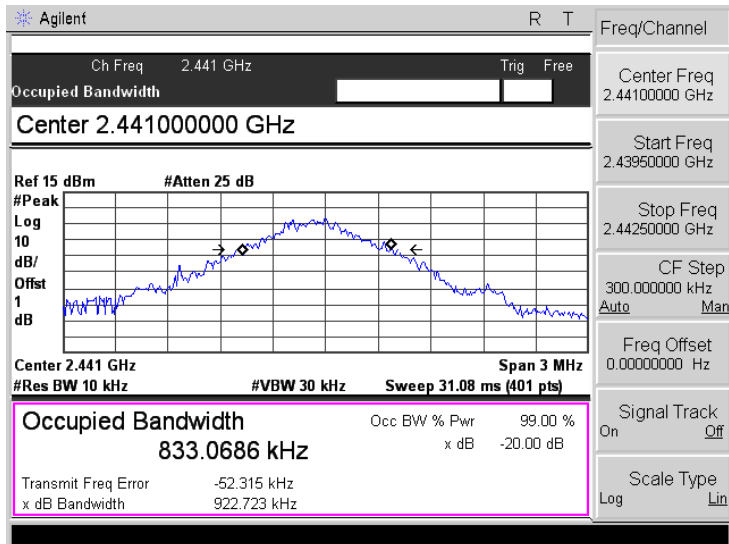 Agilent R T
Ch Freq 2.441 GHz Trig Free
Occupied Bandwidth
Center 2.441000000 GHz
Ref 15 dBm #Atten 25 dB
#Peak
Log
10
dB/
Offst
1
dB
Center 2.441 GHz Span 3 MHz
#Res BW 10 kHz #VBW 30 kHz Sweep 31.08 ms (401 pts)
Occupied Bandwidth Occ BW % Pwr 99.00 %
833.0686 kHz x dB -20.00 dB
Transmit Freq Error -52.315 kHz
x dB Bandwidth 922.723 kHz
Freq/Channel
Center Freq
2.44100000 GHz
Start Freq
2.43950000 GHz
Stop Freq
2.44250000 GHz
CF Step
300.000000 kHz
Auto Man
Freq Offset
0.00000000 Hz
Signal Track
On Off
Scale Type
Log Lin